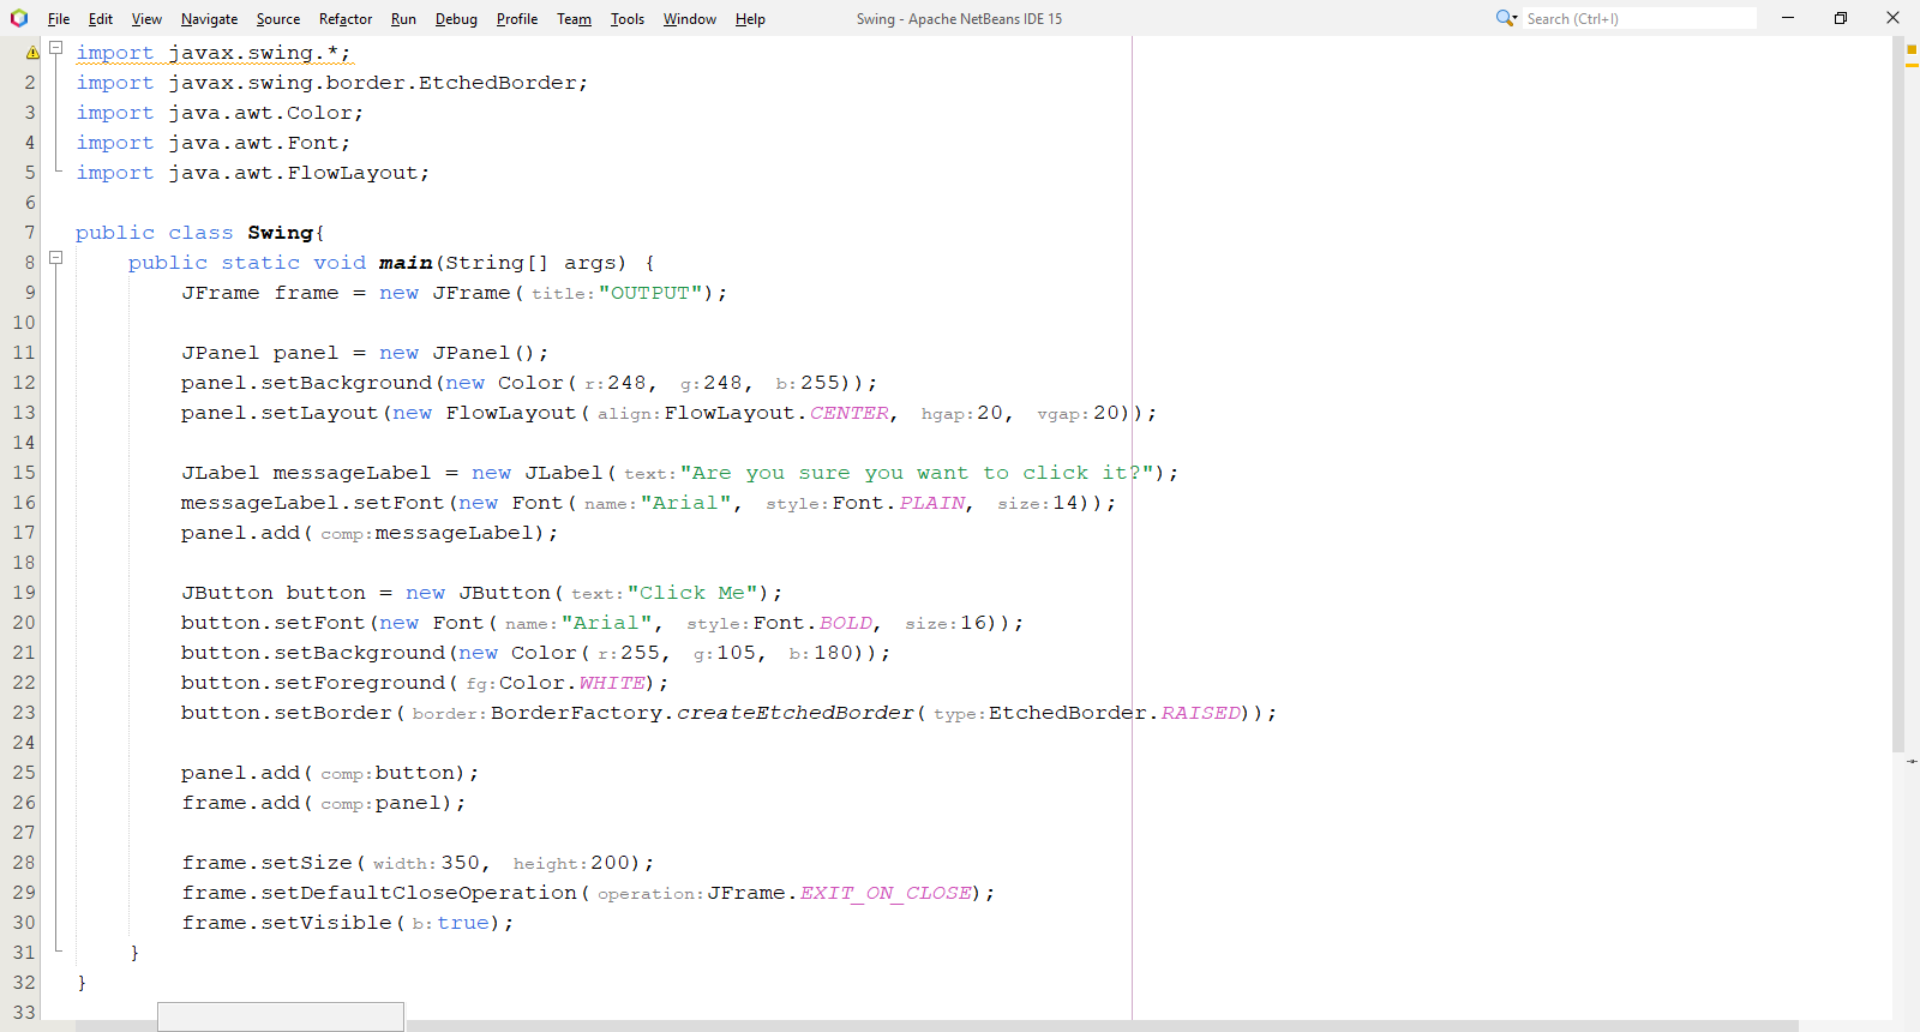 File Edit View Navigate Source Refactor Run Debug Profile Team Tools Window Help Swing - Apache NetBeans IDE 15 Search (Ctrl+I)
import javax.swing.*;
2 import javax.swing.border.EtchedBorder;
3 import java.awt.Color;
4 import java.awt.Font;
5 import java.awt.FlowLayout;
6
7 public class Swing{
8 public static void main(String[] args) {
9 JFrame frame = new JFrame( title:"OUTPUT");
10
11 JPanel panel = new JPanel();
12 panel.setBackground(new Color( r:248, g:248, b:255));
13 panel.setLayout(new FlowLayout( align:FlowLayout.CENTER, hgap:20, vgap:20));
14
15 JLabel messageLabel = new JLabel( text:"Are you sure you want to click it?");
16 messageLabel.setFont(new Font( name:"Arial", style:Font.PLAIN, size:14));
17 panel.add( comp:messageLabel);
18
19 JButton button = new JButton( text:"Click Me");
20 button.setFont(new Font( name:"Arial", style:Font.BOLD, size:16));
21 button.setBackground(new Color( r:255, g:105, b:180));
22 button.setForeground( fg:Color.WHITE);
23 button.setBorder( border:BorderFactory.createEtchedBorder( type:EtchedBorder.RAISED));
24
25 panel.add( comp:button);
26 frame.add( comp:panel);
27
28 frame.setSize( width:350, height:200);
29 frame.setDefaultCloseOperation( operation:JFrame.EXIT_ON_CLOSE);
30 frame.setVisible( b:true);
31 }
32 }
33